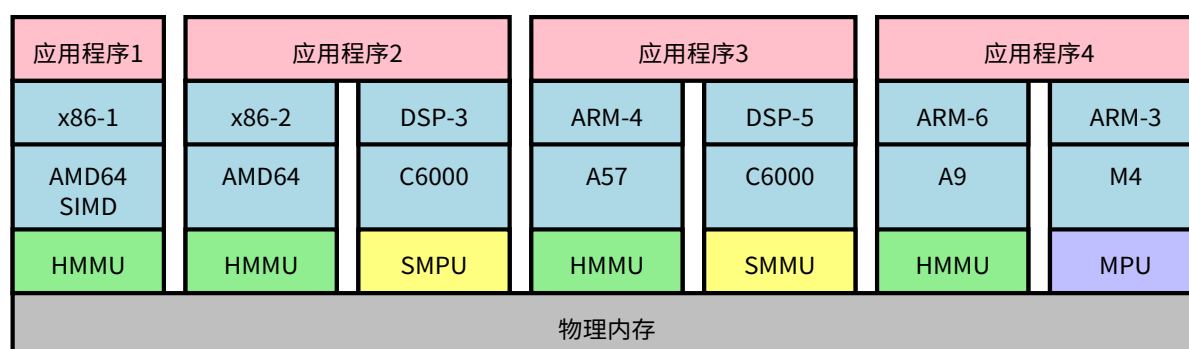 应用程序1 应用程序2 应用程序3 应用程序4
x86-1 x86-2 DSP-3 ARM-4 DSP-5 ARM-6 ARM-3
AMD64 AMD64 C6000 A57 C6000 A9 M4
SIMD
HMMU HMMU SMPU HMMU SMMU HMMU MPU
物理内存